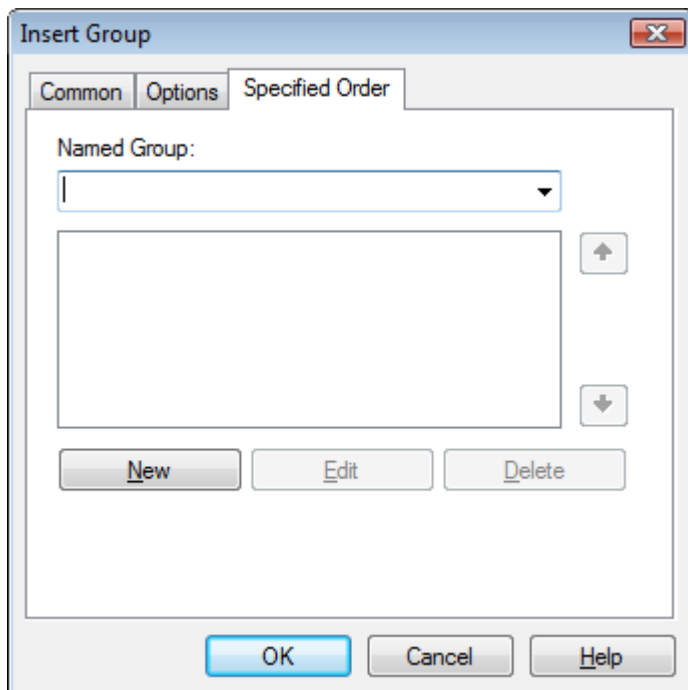 Insert Group
Common Options Specified Order
Named Group:
New Edit Delete
OK Cancel Help